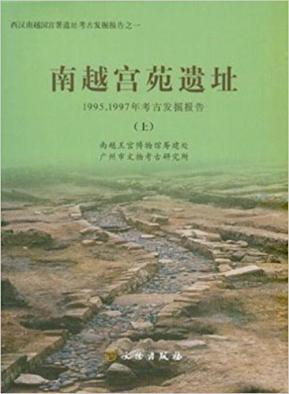 西汉南越国宫署遗址考古发掘报告之一
南越宫苑遗址
1995、1997年考古发掘报告
（上）
南越王宫博物馆筹建处
广州市文物考古研究所
文物出版社